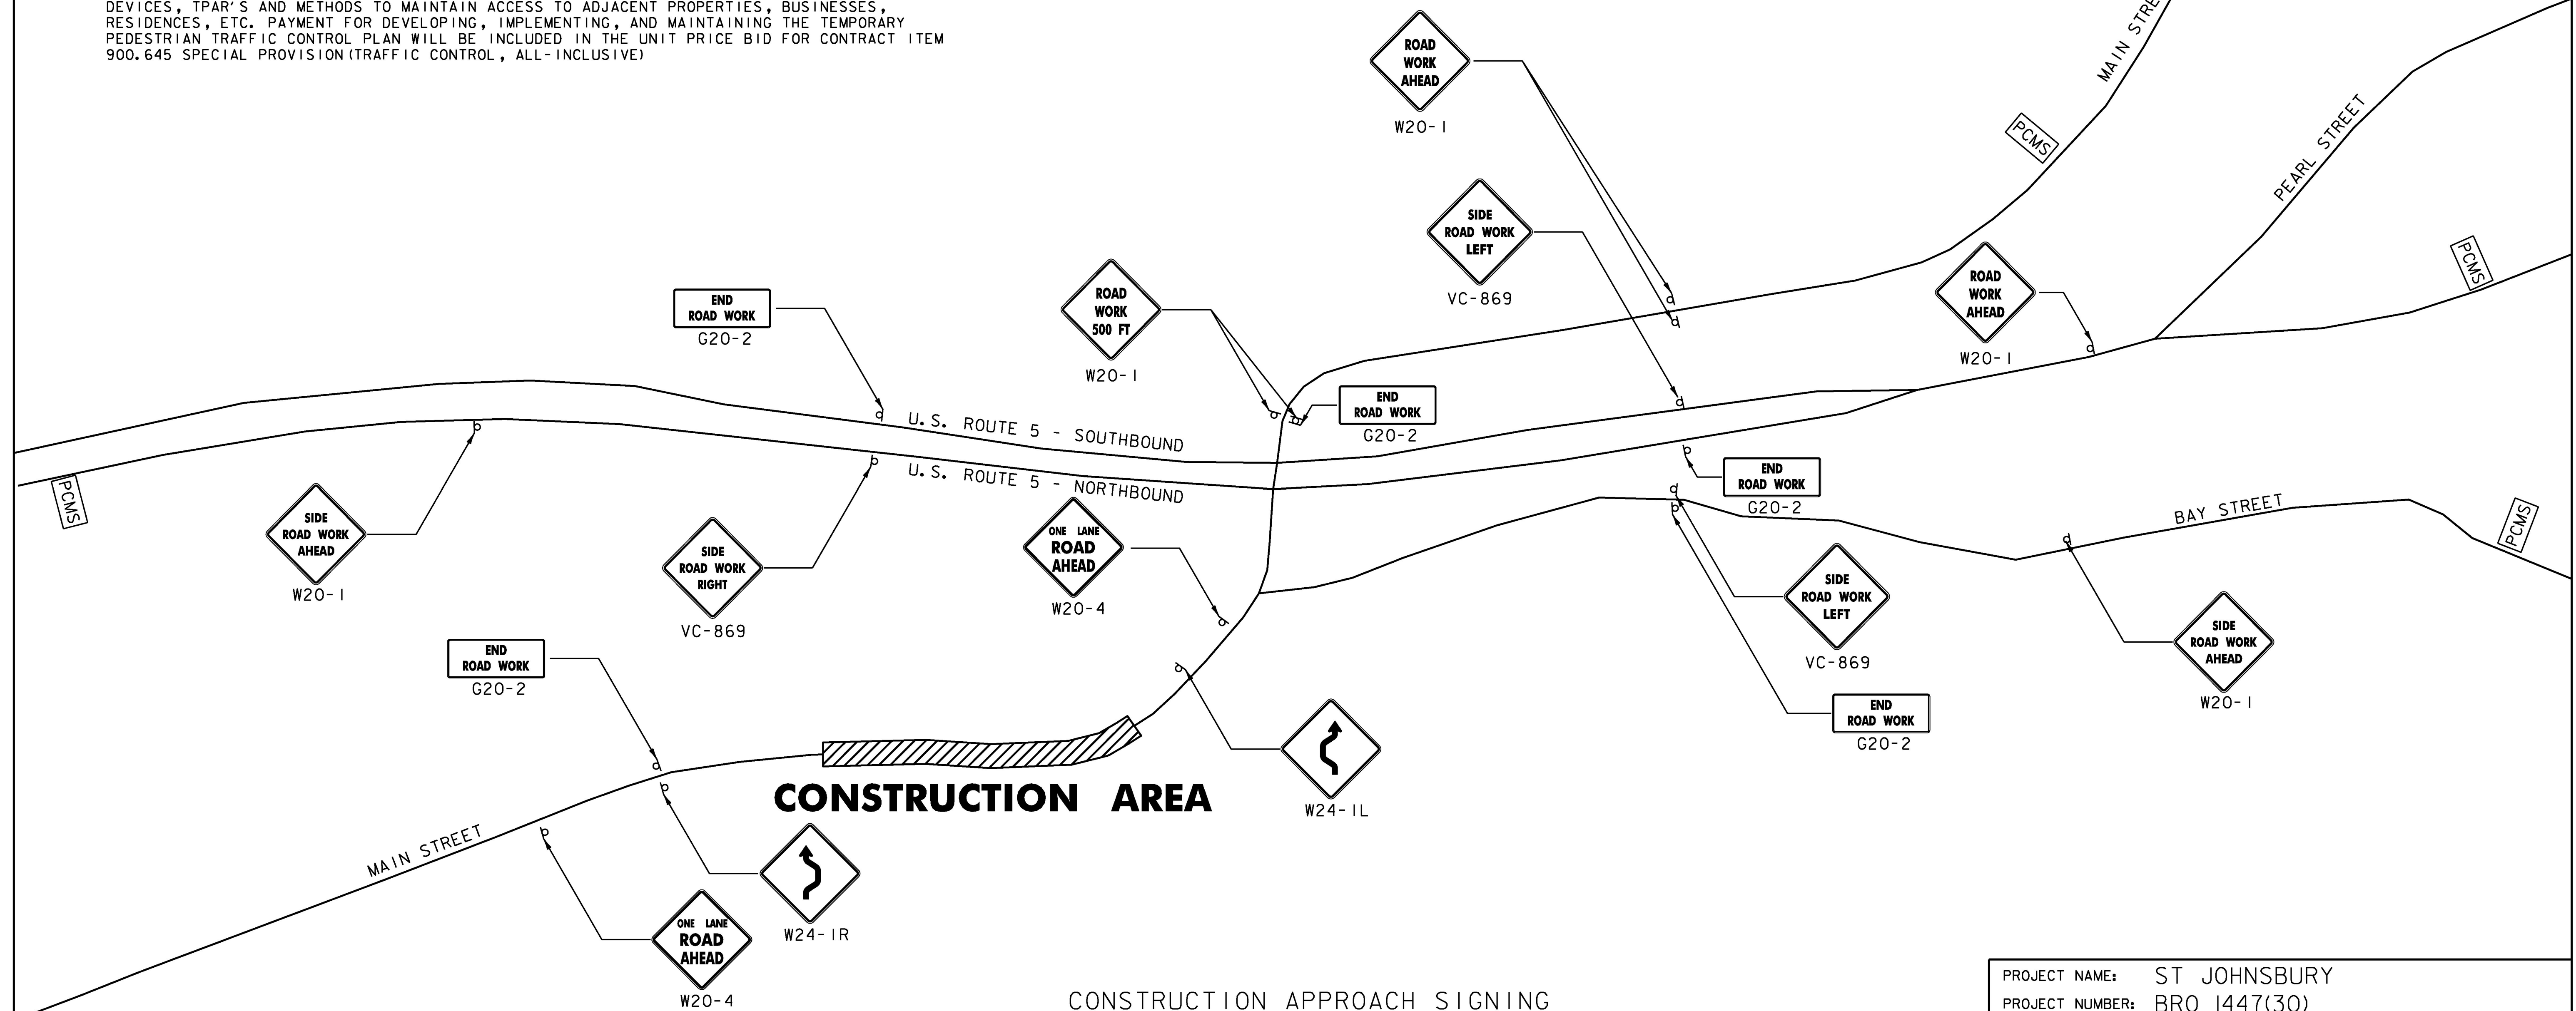 DEVICES, TPAR'S AND METHODS TO MAINTAIN ACCESS TO ADJACENT PROPERTIES, BUSINESSES,
RESIDENCES, ETC. PAYMENT FOR DEVELOPING, IMPLEMENTING, AND MAINTAINING THE TEMPORARY
PEDESTRIAN TRAFFIC CONTROL PLAN WILL BE INCLUDED IN THE UNIT PRICE BID FOR CONTRACT ITEM
900.645 SPECIAL PROVISION(TRAFFIC CONTROL, ALL-INCLUSIVE)
ROAD
WORK
AHEAD
W20-1
MAIN STRE
PCMS
PEARL STREET
PCMS
SIDE
ROAD WORK
LEFT
VC-869
ROAD
WORK
AHEAD
W20-1
END
ROAD WORK
G20-2
ROAD
WORK
500 FT
W20-1
END
ROAD WORK
G20-2
U.S. ROUTE 5 - SOUTHBOUND
U.S. ROUTE 5 - NORTHBOUND
PCMS
SIDE
ROAD WORK
AHEAD
W20-1
SIDE
ROAD WORK
RIGHT
VC-869
ONE LANE
ROAD
AHEAD
W20-4
END
ROAD WORK
G20-2
BAY STREET
PCMS
SIDE
ROAD WORK
LEFT
VC-869
SIDE
ROAD WORK
AHEAD
W20-1
END
ROAD WORK
G20-2
END
ROAD WORK
G20-2
W24-1L
CONSTRUCTION AREA
MAIN STREET
W24-1R
ONE LANE
ROAD
AHEAD
W20-4
CONSTRUCTION APPROACH SIGNING
PROJECT NAME: ST JOHNSBURY
PROJECT NUMBER: BRO 1447(30)